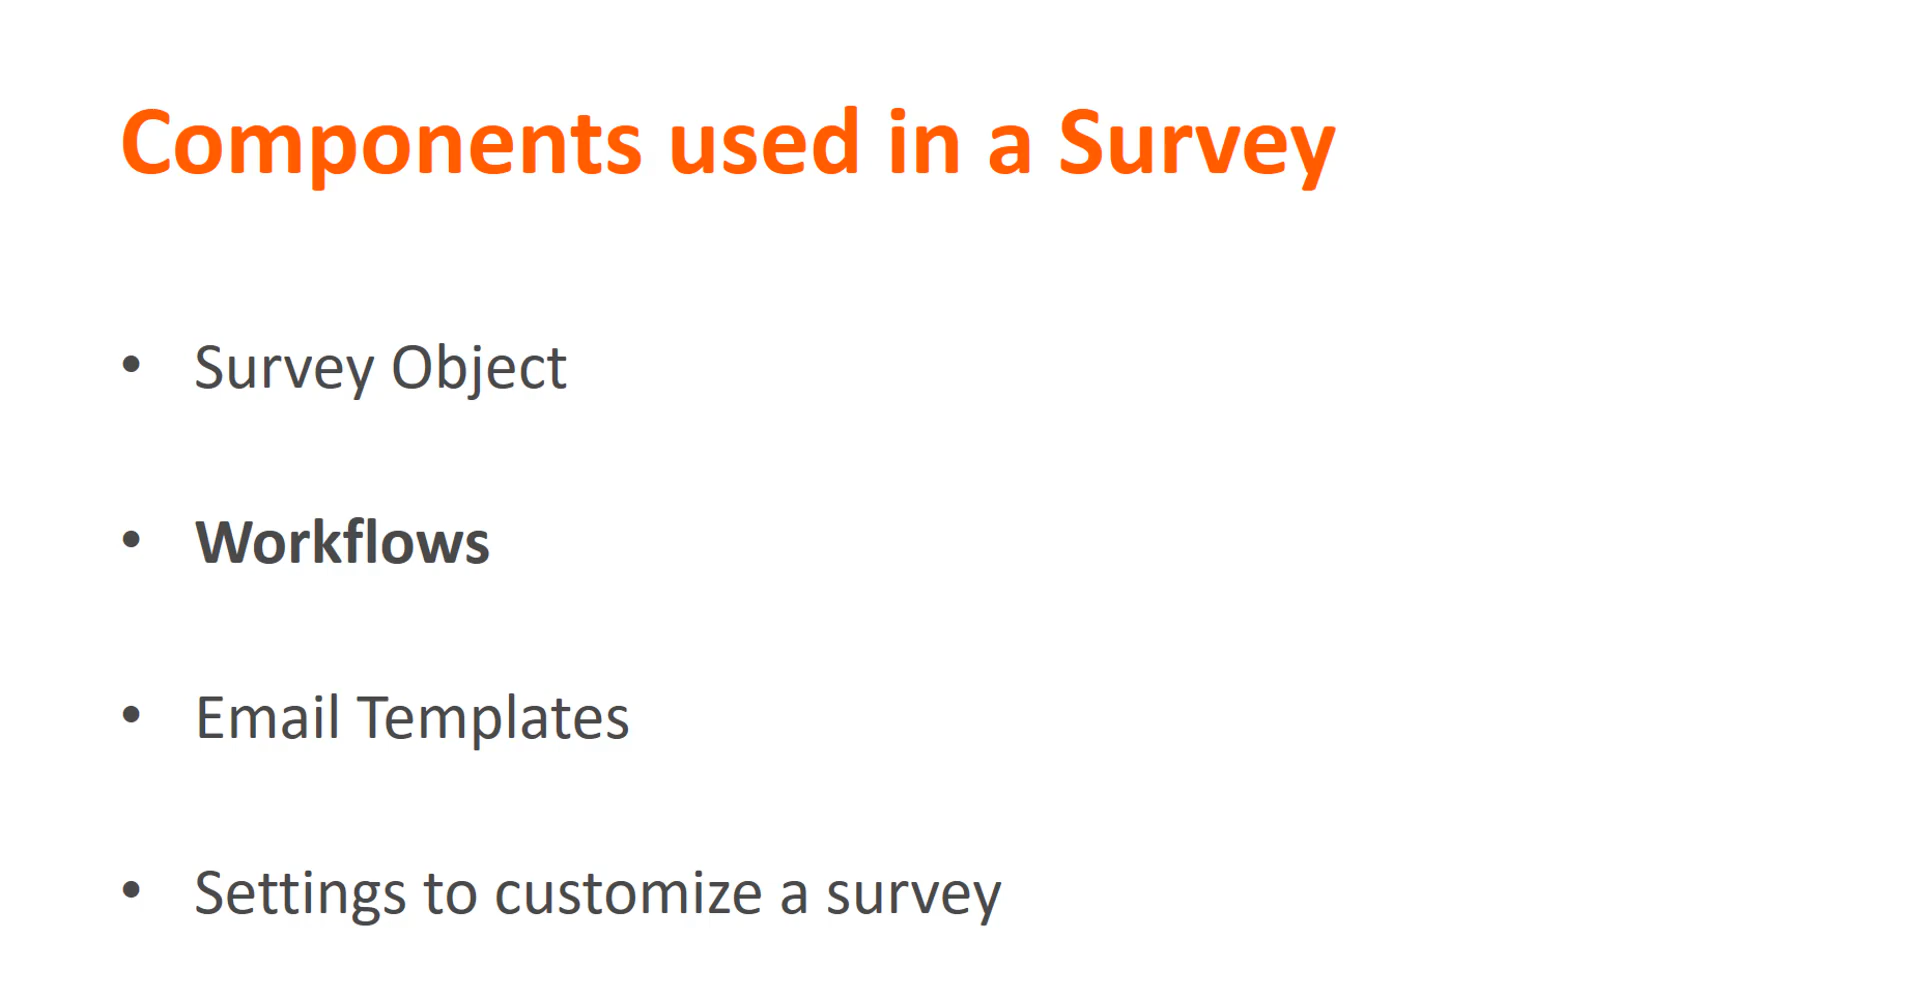 Components used in a Survey
• Survey Object
• Workflows
• Email Templates
• Settings to customize a survey